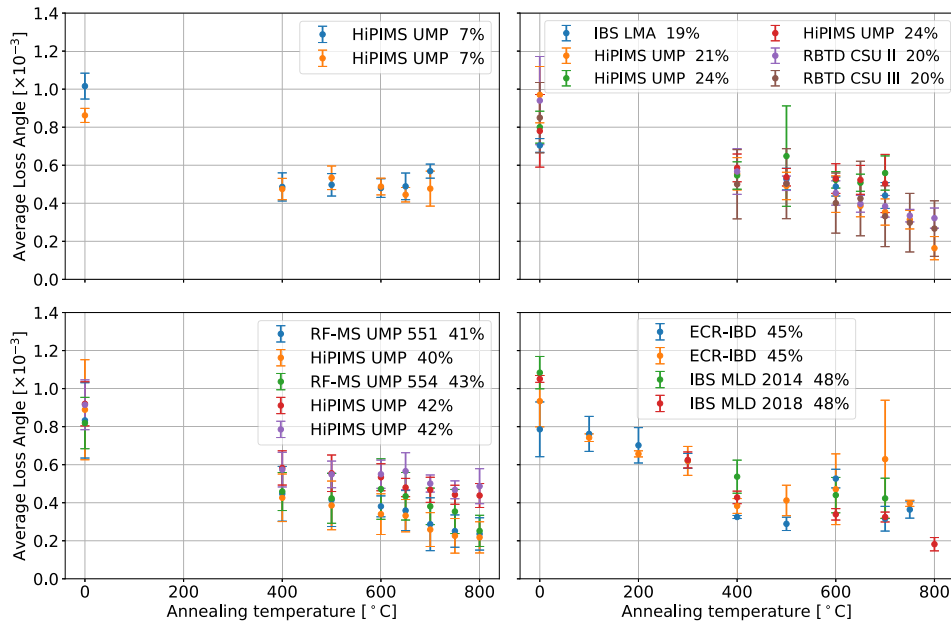 1.4
1.2
1.0
0.8
0.6
0.4
0.2
0.0
Average Loss Angle [×10⁻³]
HiPIMS UMP 7%
HiPIMS UMP 7%
IBS LMA 19%
HiPIMS UMP 21%
HiPIMS UMP 24%
HiPIMS UMP 24%
RBTD CSU II 20%
RBTD CSU III 20%
1.4
1.2
1.0
0.8
0.6
0.4
0.2
0.0
Average Loss Angle [×10⁻³]
RF-MS UMP 551 41%
HiPIMS UMP 40%
RF-MS UMP 554 43%
HiPIMS UMP 42%
HiPIMS UMP 42%
ECR-IBD 45%
ECR-IBD 45%
IBS MLD 2014 48%
IBS MLD 2018 48%
0 200 400 600 800
Annealing temperature [°C]
0 200 400 600 800
Annealing temperature [°C]